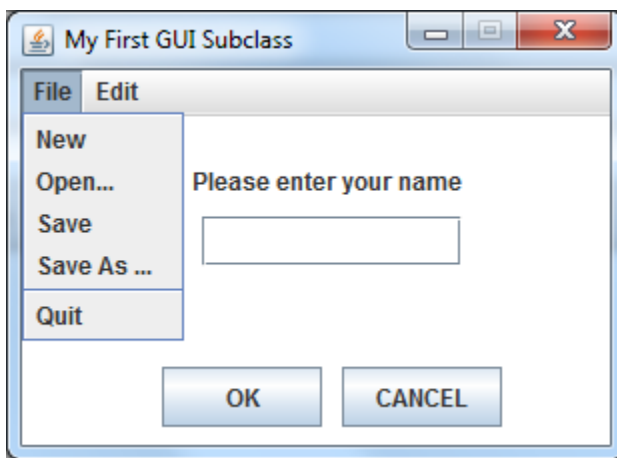 My First GUI Subclass
File Edit
New
Open...
Please enter your name
Save
Save As ...
Quit
OK
CANCEL